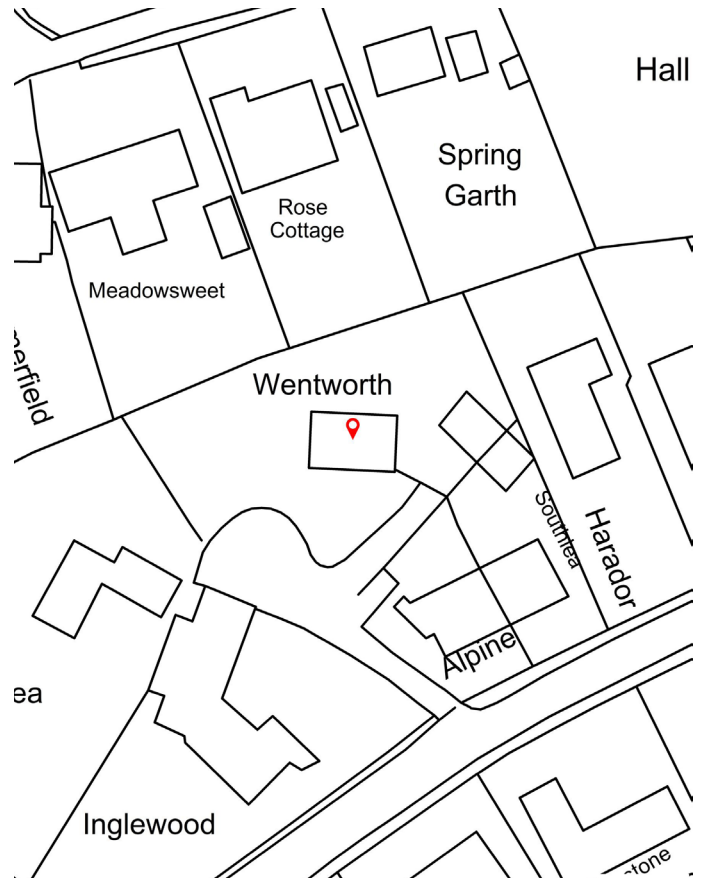 Hall
Spring
Garth
Rose
Cottage
Meadowsweet
Wentworth
Southlea
Harador
Alpine
Inglewood